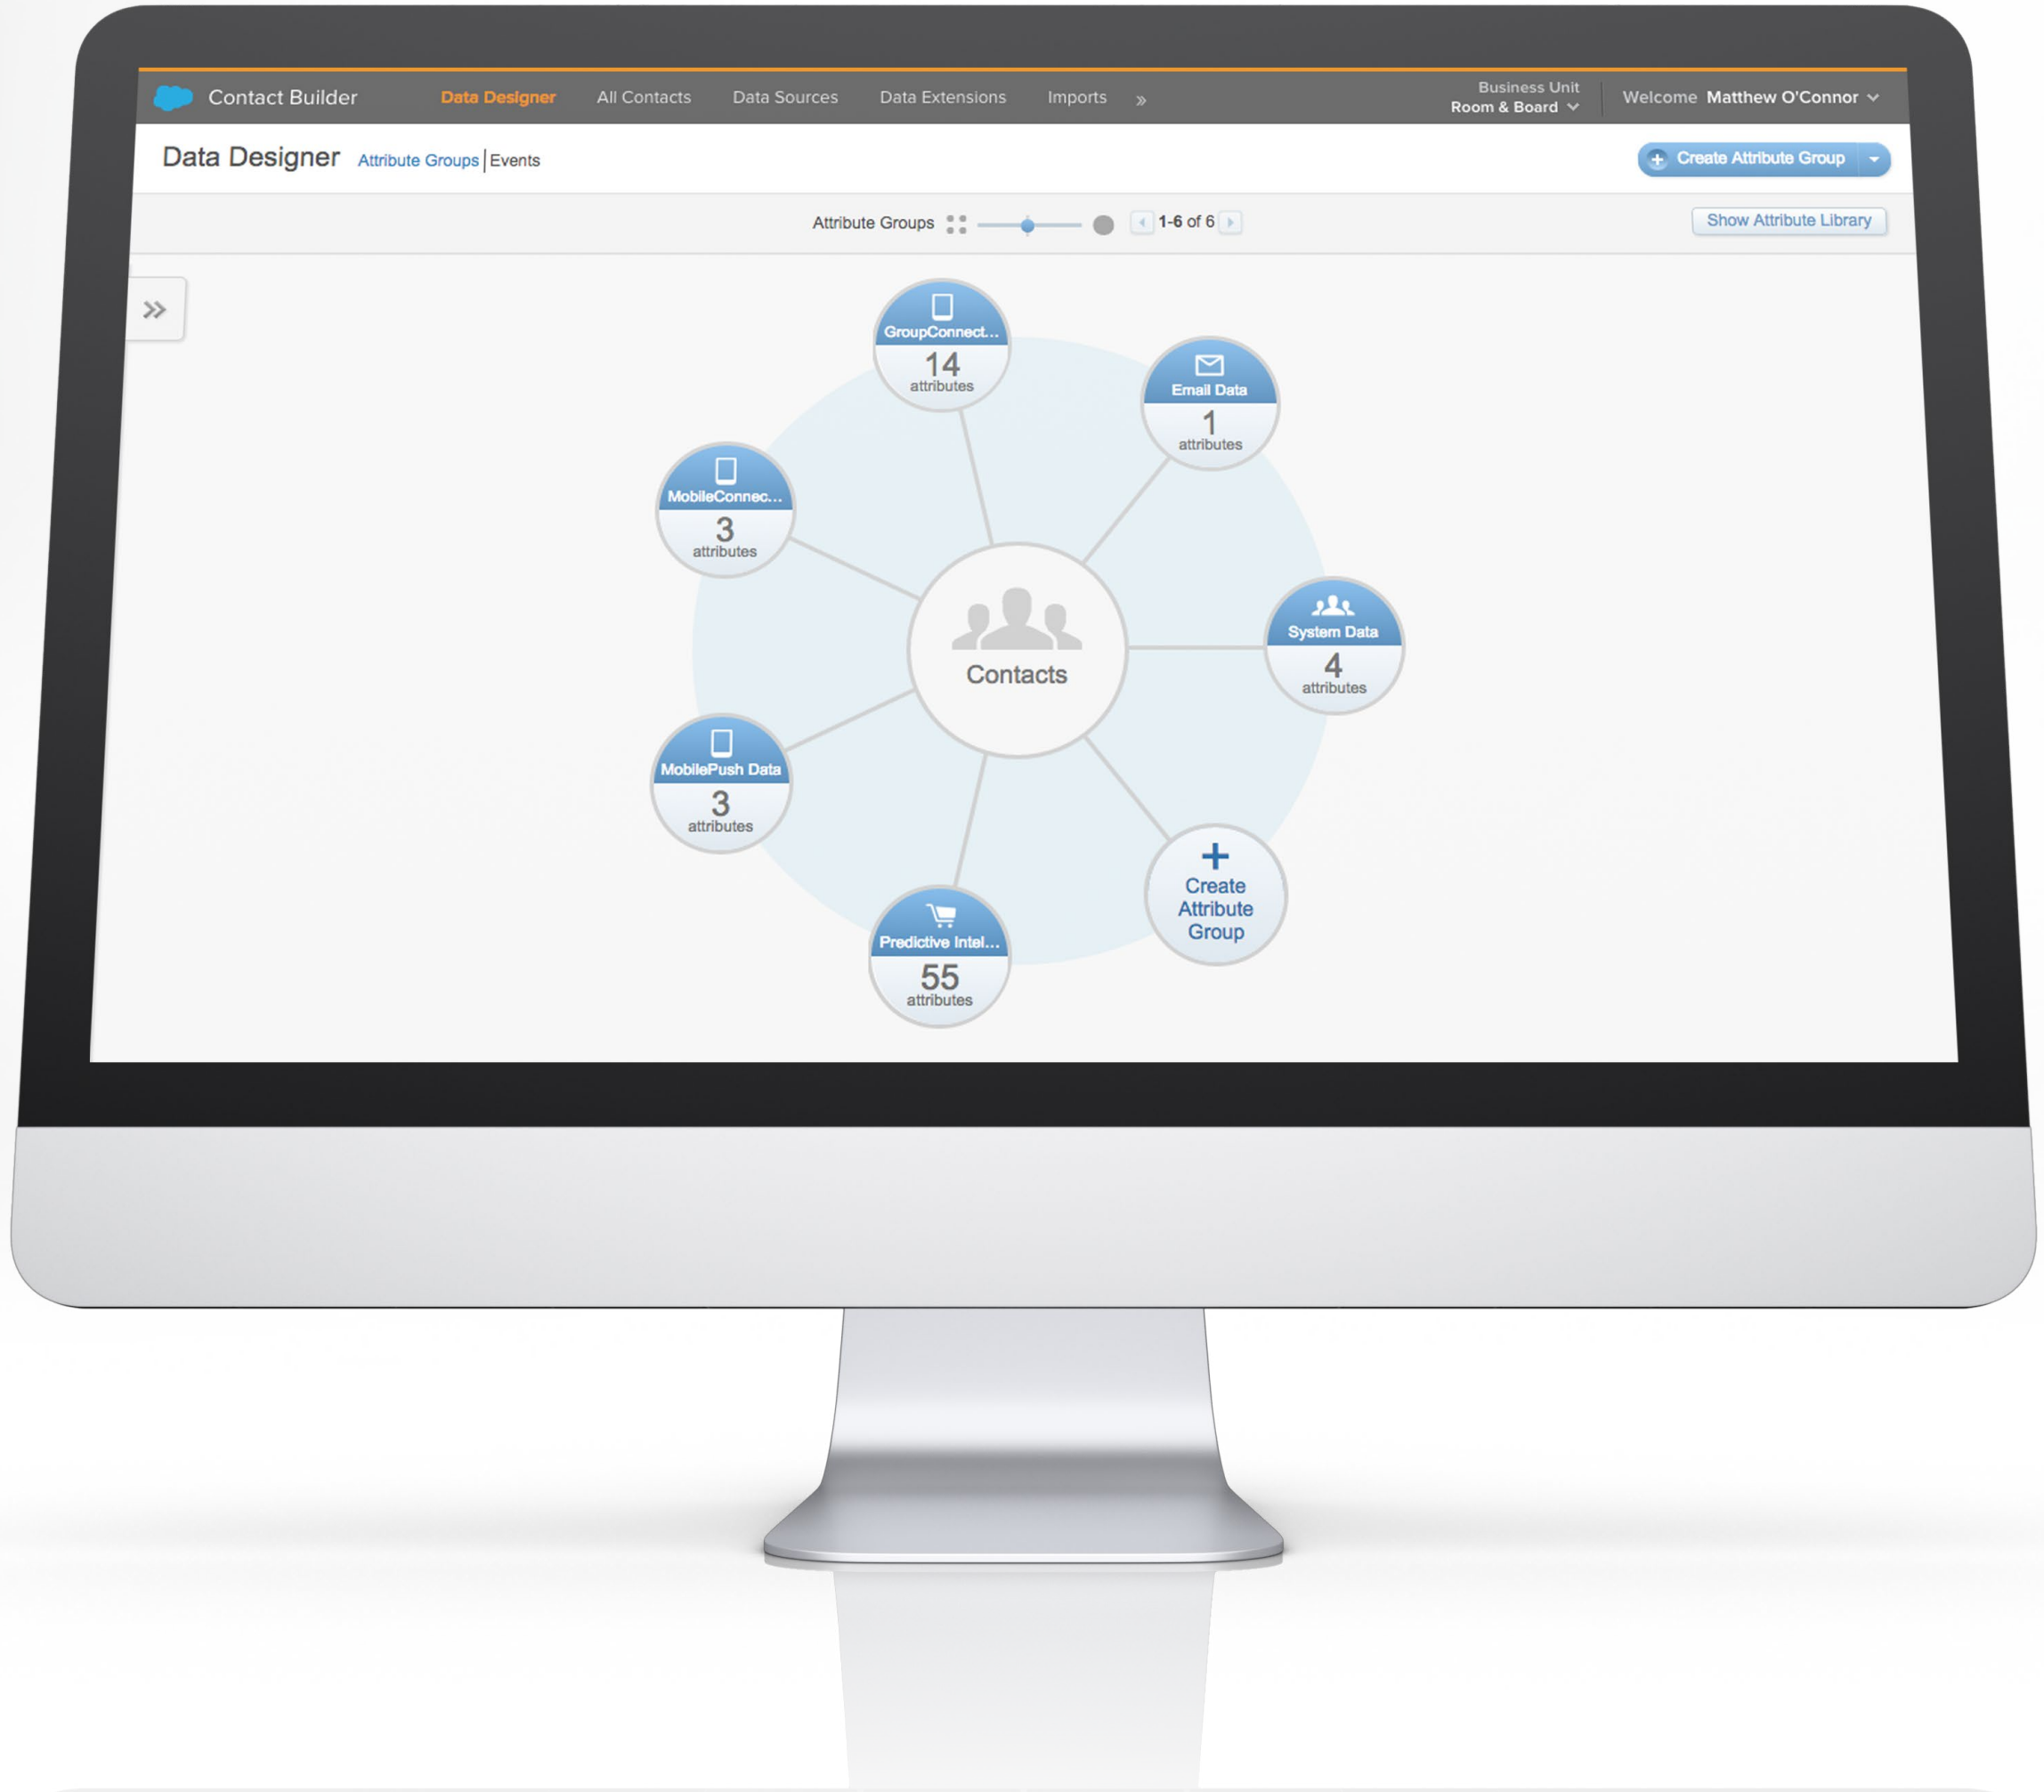 Contact Builder
Data Designer
All Contacts
Data Sources
Data Extensions
Imports
»
Business Unit
Room & Board
Welcome Matthew O'Connor
Data Designer
Attribute Groups | Events
Create Attribute Group
Attribute Groups
1-6 of 6
Show Attribute Library
GroupConnect...
14
attributes
Email Data
1
attributes
MobileConnec...
3
attributes
System Data
4
attributes
Contacts
MobilePush Data
3
attributes
Create
Attribute
Group
Predictive Intel...
55
attributes